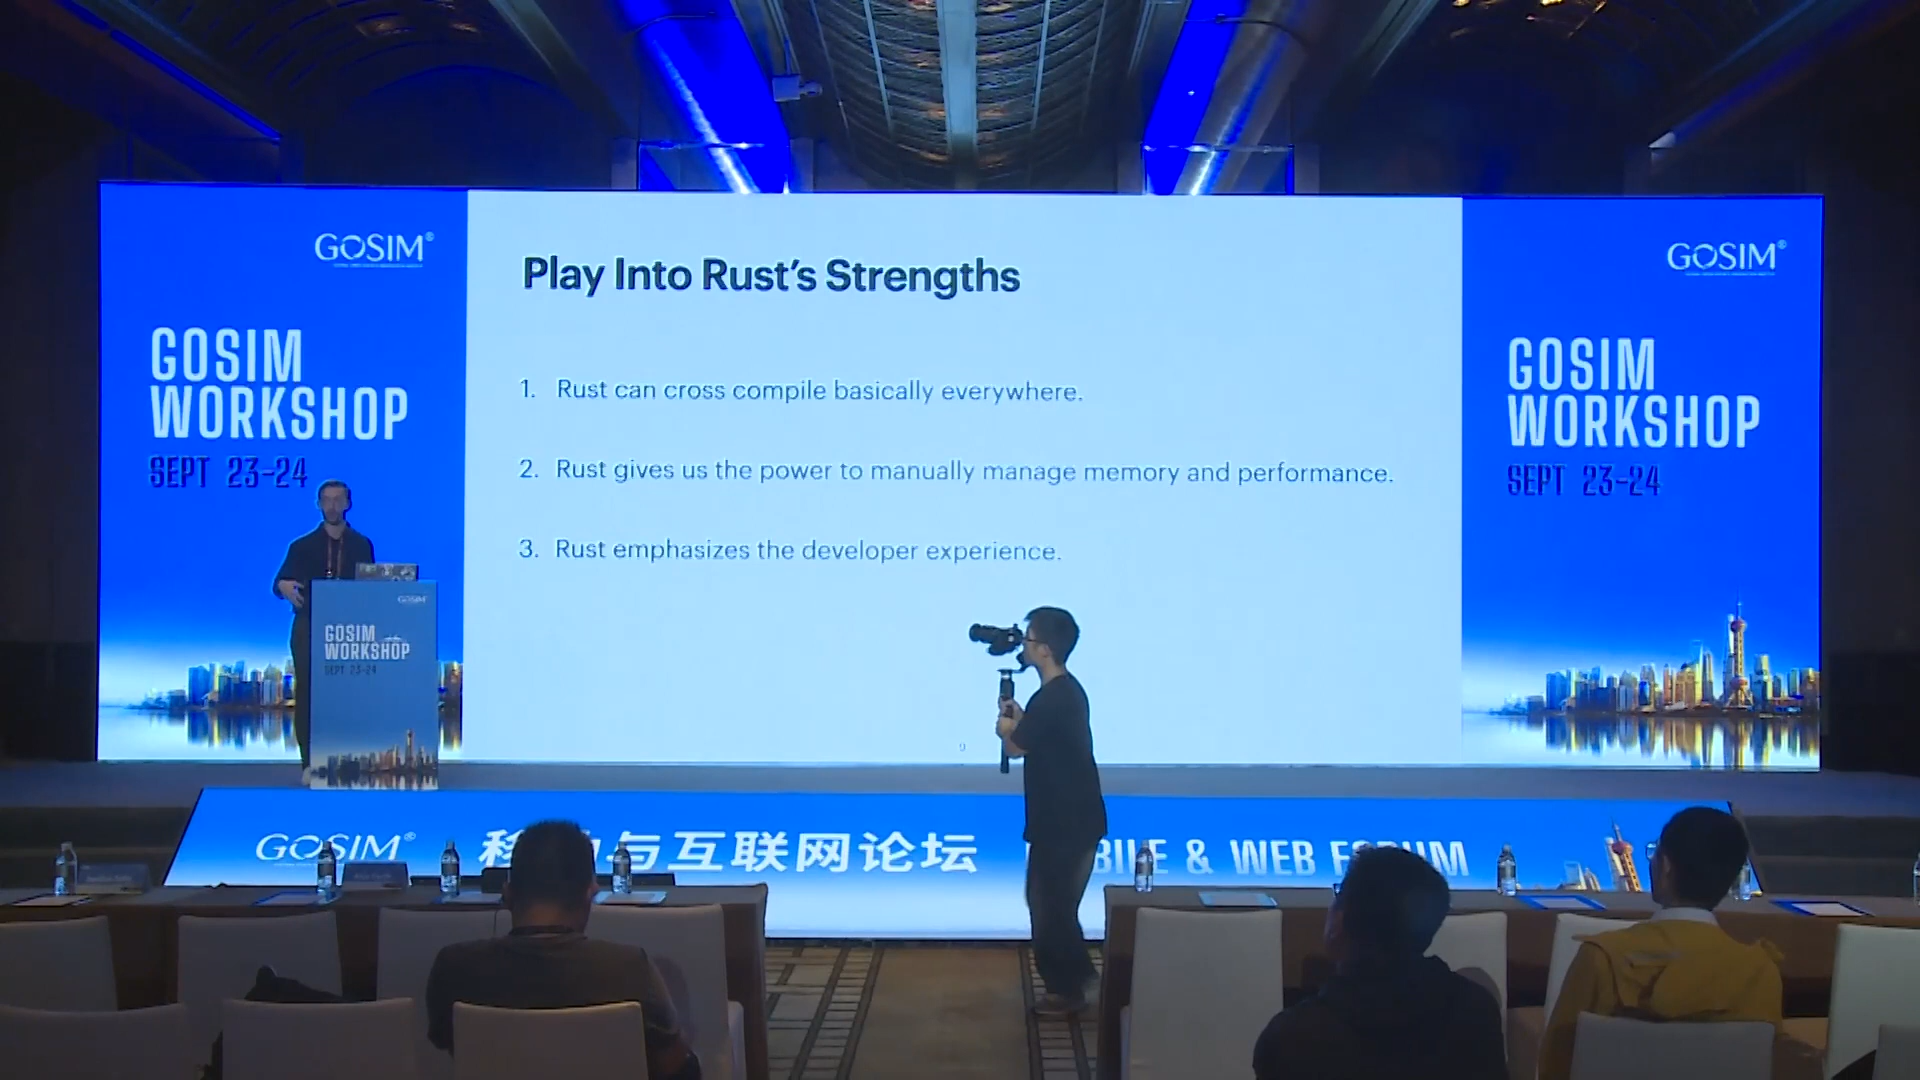 GOSIM®
GOSIM
WORKSHOP
SEPT 23-24
Play Into Rust's Strengths
1. Rust can cross compile basically everywhere.
2. Rust gives us the power to manually manage memory and performance.
3. Rust emphasizes the developer experience.
9
GOSIM®
GOSIM
WORKSHOP
SEPT 23-24
GOSIM
GOSIM
WORKSHOP
SEPT 23-24
GOSIM®
与互联网论坛
& WEB FORUM